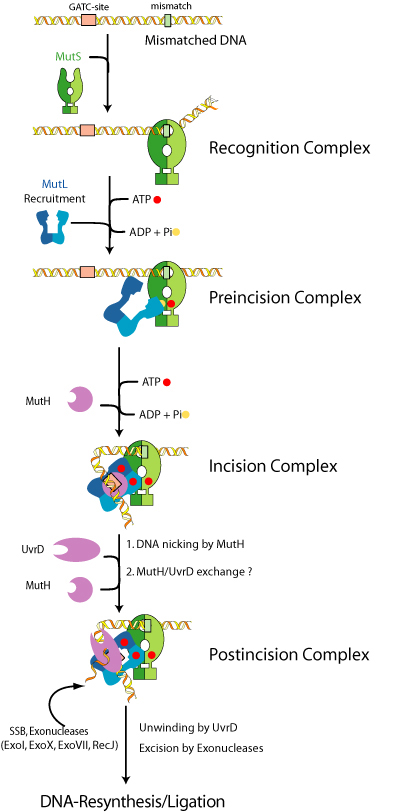 GATC-site
mismatch
Mismatched DNA
MutS
Recognition Complex
MutL
Recruitment
ATP
ADP + Pi
Preincision Complex
ATP
MutH
ADP + Pi
Incision Complex
UvrD
1. DNA nicking by MutH
2. MutH/UvrD exchange ?
MutH
Postincision Complex
SSB, Exonucleases
(ExoI, ExoX, ExoVII, RecJ)
Unwinding by UvrD
Excision by Exonucleases
DNA-Resynthesis/Ligation